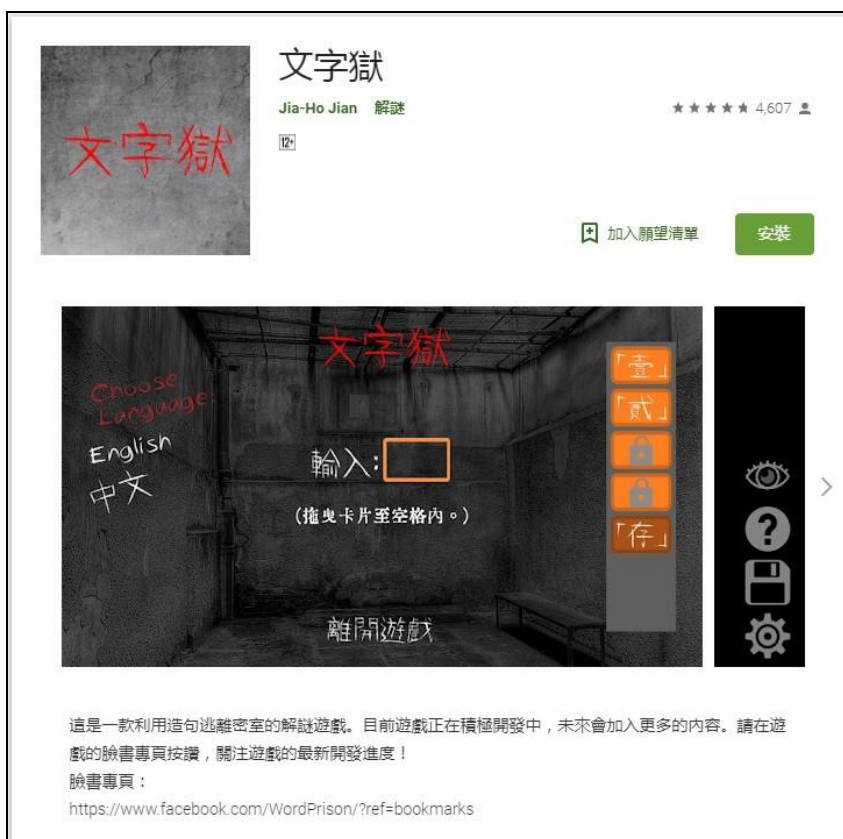 文字獄
文字獄
Jia-Ho Jian 解謎
4,607
12+
加入願望清單
安裝
文字獄
Choose
Language:
English
中文
輸入:
(拖曳卡片至空格內。)
離開遊戲
「壹」
「貳」
「存」
?
這是一款利用造句逃離密室的解謎遊戲。目前遊戲正在積極開發中，未來會加入更多的內容。請在遊
戲的臉書專頁按讚，關注遊戲的最新開發進度！
臉書專頁：
https://www.facebook.com/WordPrison/?ref=bookmarks